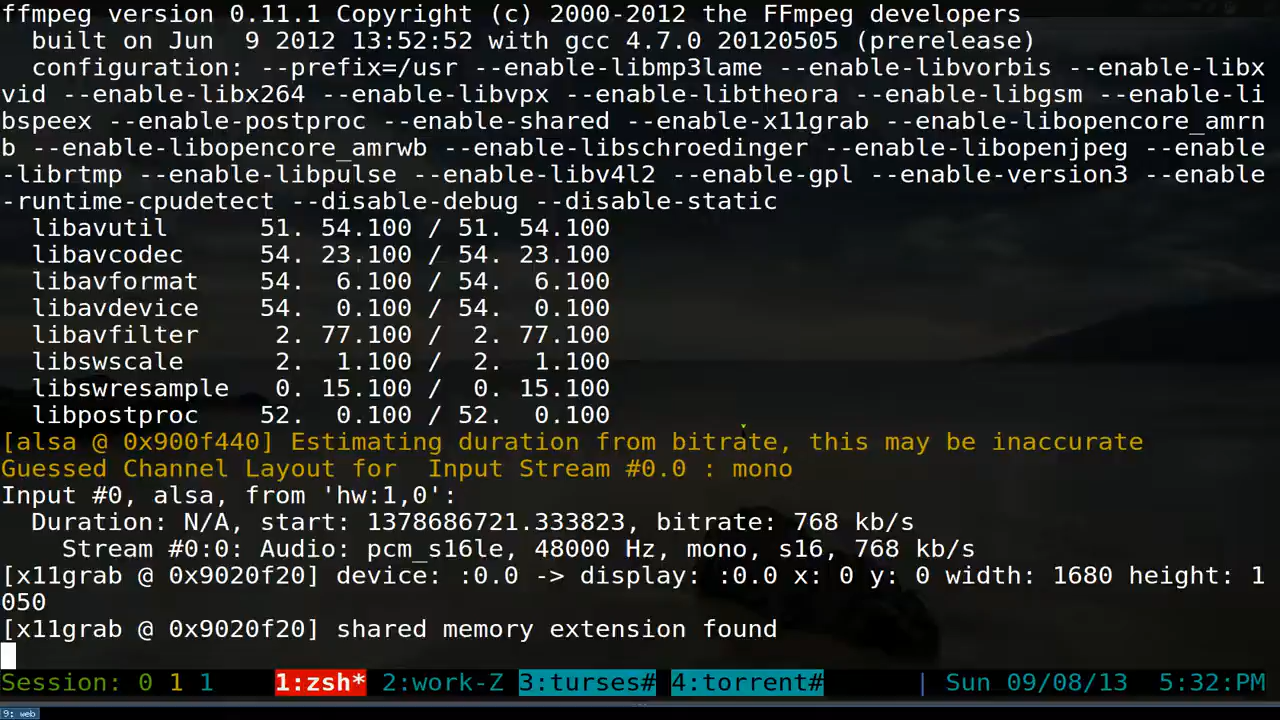 ffmpeg version 0.11.1 Copyright (c) 2000-2012 the FFmpeg developers
  built on Jun  9 2012 13:52:52 with gcc 4.7.0 20120505 (prerelease)
  configuration: --prefix=/usr --enable-libmp3lame --enable-libvorbis --enable-libx
vid --enable-libx264 --enable-libvpx --enable-libtheora --enable-libgsm --enable-li
bspeex --enable-postproc --enable-shared --enable-x11grab --enable-libopencore_amrn
b --enable-libopencore_amrwb --enable-libschroedinger --enable-libopenjpeg --enable
-librtmp --enable-libpulse --enable-libv4l2 --enable-gpl --enable-version3 --enable
-runtime-cpudetect --disable-debug --disable-static
  libavutil      51. 54.100 / 51. 54.100
  libavcodec     54. 23.100 / 54. 23.100
  libavformat    54.  6.100 / 54.  6.100
  libavdevice    54.  0.100 / 54.  0.100
  libavfilter     2. 77.100 /  2. 77.100
  libswscale      2.  1.100 /  2.  1.100
  libswresample   0. 15.100 /  0. 15.100
  libpostproc    52.  0.100 / 52.  0.100
[alsa @ 0x900f440] Estimating duration from bitrate, this may be inaccurate
Guessed Channel Layout for  Input Stream #0.0 : mono
Input #0, alsa, from 'hw:1,0':
  Duration: N/A, start: 1378686721.333823, bitrate: 768 kb/s
    Stream #0:0: Audio: pcm_s16le, 48000 Hz, mono, s16, 768 kb/s
[x11grab @ 0x9020f20] device: :0.0 -> display: :0.0 x: 0 y: 0 width: 1680 height: 1
050
[x11grab @ 0x9020f20] shared memory extension found
Session: 0 1 1    1:zsh* 2:work-Z 3:turses# 4:torrent#      | Sun 09/08/13  5:32:PM
9: web